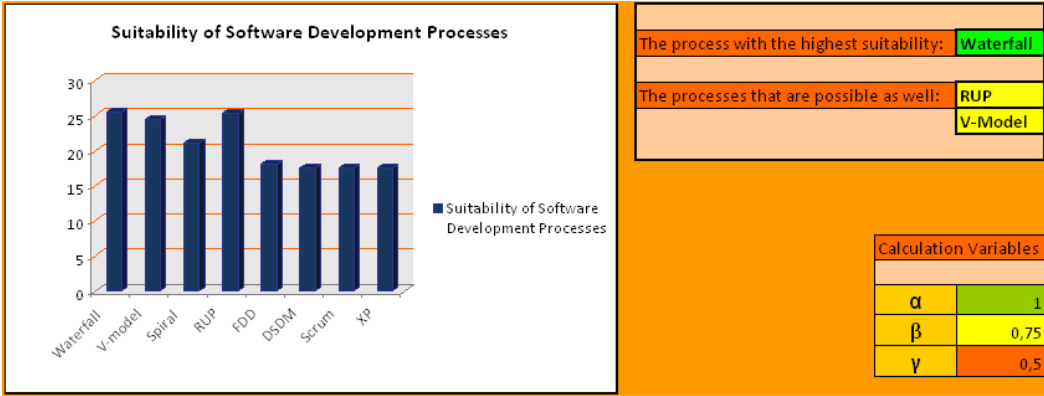 Suitability of Software Development Processes
30
25
20
15
10
5
0
Waterfall
V-model
Spiral
RUP
FDD
DSDM
Scrum
XP
Suitability of Software
Development Processes
The process with the highest suitability: Waterfall
The processes that are possible as well: RUP
V-Model
Calculation Variables
α 1
β 0,75
γ 0,5